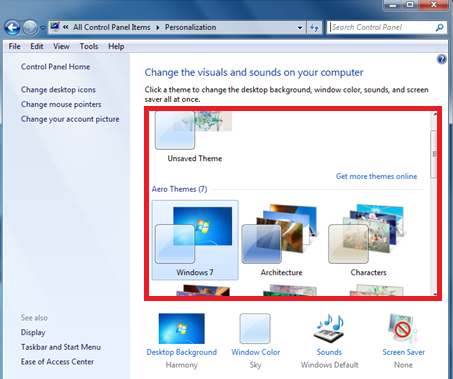 All Control Panel Items ▸ Personalization
Search Control Panel
File Edit View Tools Help
Control Panel Home
Change desktop icons
Change mouse pointers
Change your account picture
Change the visuals and sounds on your computer
Click a theme to change the desktop background, window color, sounds, and screen
saver all at once.
Unsaved Theme
Get more themes online
Aero Themes (7)
Windows 7 Architecture Characters
See also
Display
Taskbar and Start Menu
Ease of Access Center
Desktop Background Window Color Sounds Screen Saver
Harmony Sky Windows Default None